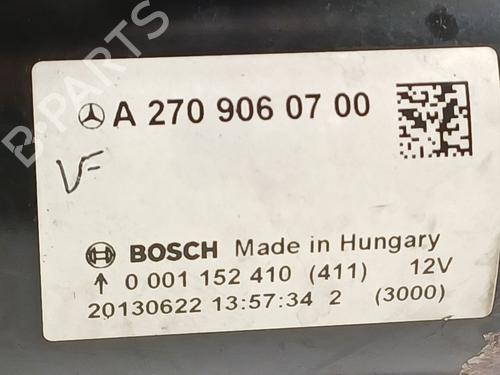 A 270 906 07 00
VF
BOSCH Made in Hungary
↑ 0 001 152 410 (411) 12V
20130622 13:57:34 2 (3000)
B-PARTS